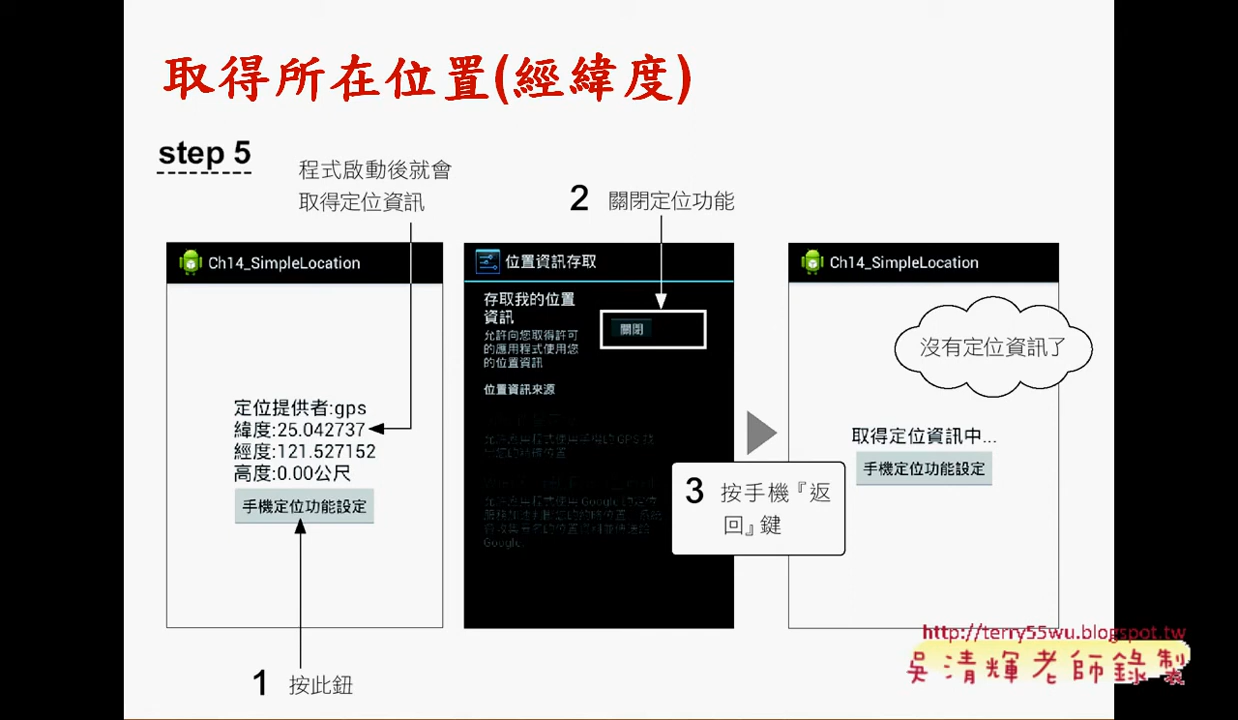 取得所在位置(經緯度)
step 5
程式啟動後就會
取得定位資訊
2 關閉定位功能
Ch14_SimpleLocation
定位提供者:gps
緯度:25.042737
經度:121.527152
高度:0.00公尺
手機定位功能設定
1 按此鈕
位置資訊存取
存取我的位置
資訊
允許向您取得許可
的應用程式使用您
的位置資訊
關閉
位置資訊來源
3 按手機『返
回』鍵
Ch14_SimpleLocation
沒有定位資訊了
取得定位資訊中...
手機定位功能設定
http://terry55wu.blogspot.tw
吳清輝老師錄製